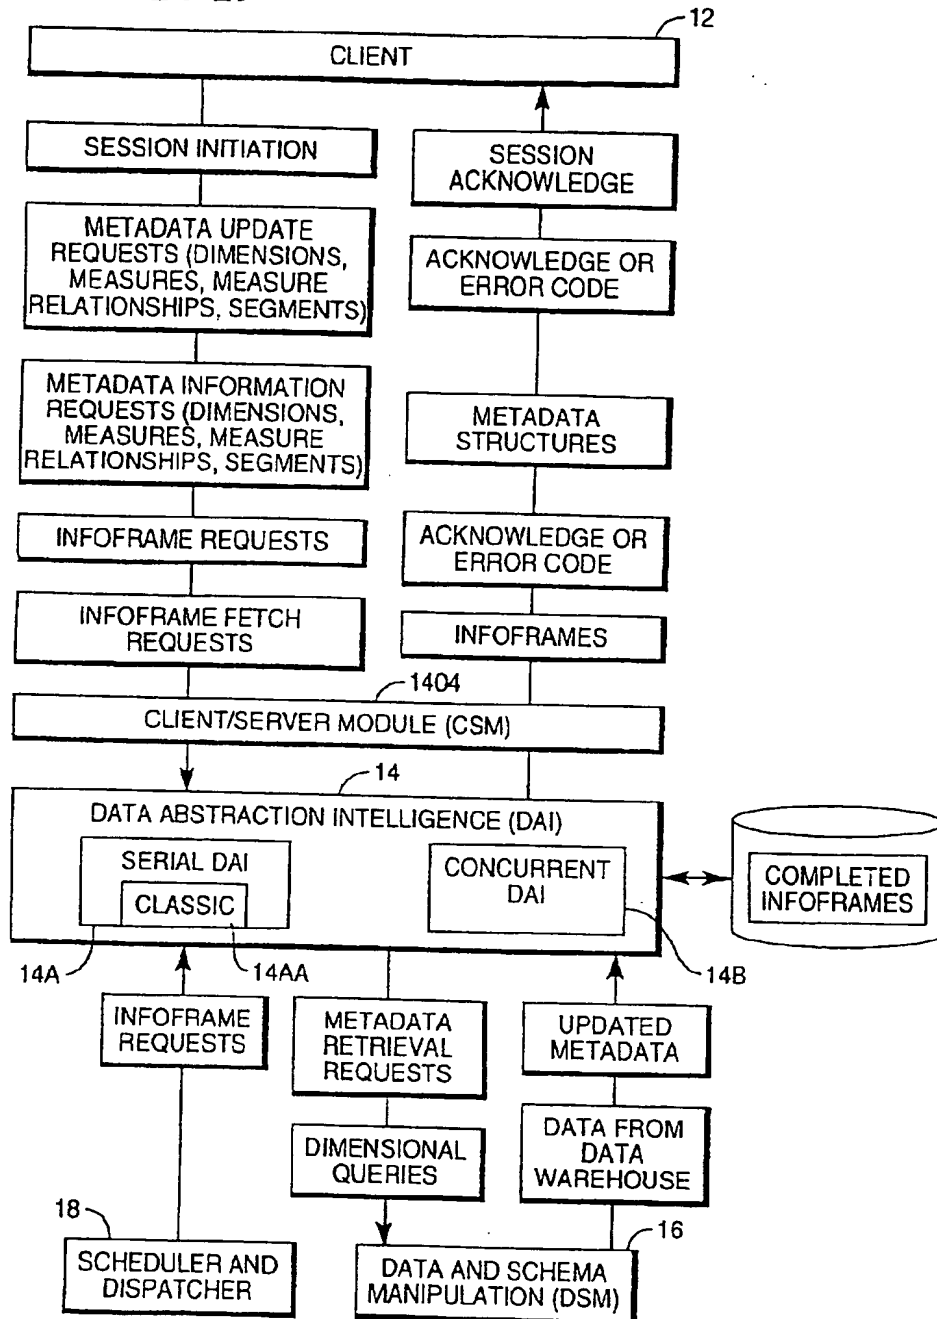 12
CLIENT
SESSION INITIATION
SESSION
ACKNOWLEDGE
METADATA UPDATE
REQUESTS (DIMENSIONS,
MEASURES, MEASURE
RELATIONSHIPS, SEGMENTS)
ACKNOWLEDGE OR
ERROR CODE
METADATA INFORMATION
REQUESTS (DIMENSIONS,
MEASURES, MEASURE
RELATIONSHIPS, SEGMENTS)
METADATA
STRUCTURES
INFOFRAME REQUESTS
ACKNOWLEDGE OR
ERROR CODE
INFOFRAME FETCH
REQUESTS
INFOFRAMES
1404
CLIENT/SERVER MODULE (CSM)
14
DATA ABSTRACTION INTELLIGENCE (DAI)
SERIAL DAI
CLASSIC
CONCURRENT
DAI
COMPLETED
INFOFRAMES
14A
14AA
14B
INFOFRAME
REQUESTS
METADATA
RETRIEVAL
REQUESTS
UPDATED
METADATA
DIMENSIONAL
QUERIES
DATA FROM
DATA
WAREHOUSE
18
SCHEDULER AND
DISPATCHER
16
DATA AND SCHEMA
MANIPULATION (DSM)